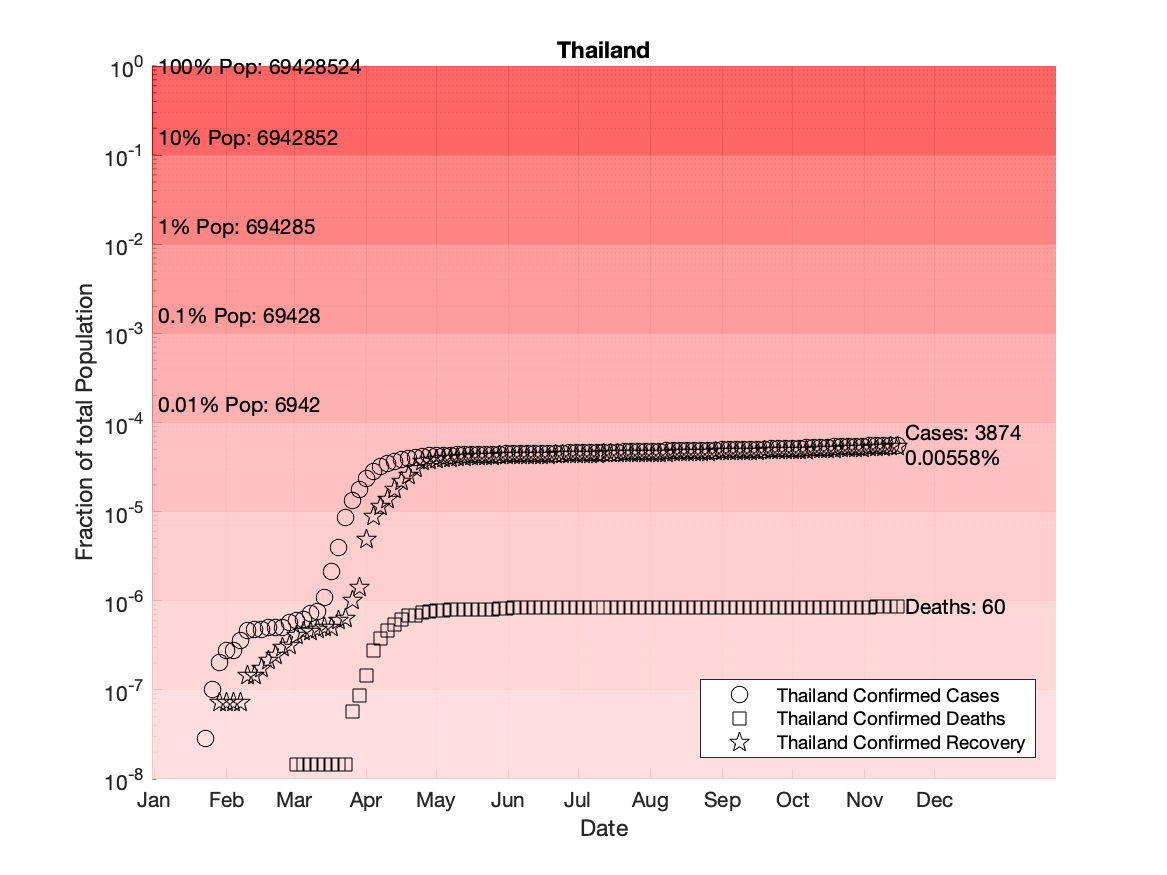 Thailand
10^0
100% Pop: 69428524
10% Pop: 6942852
10^-1
1% Pop: 694285
10^-2
0.1% Pop: 69428
10^-3
0.01% Pop: 6942
10^-4
Cases: 3874
0.00558%
10^-5
10^-6
Deaths: 60
10^-7
10^-8
Fraction of total Population
Thailand Confirmed Cases
Thailand Confirmed Deaths
Thailand Confirmed Recovery
Jan Feb Mar Apr May Jun Jul Aug Sep Oct Nov Dec
Date